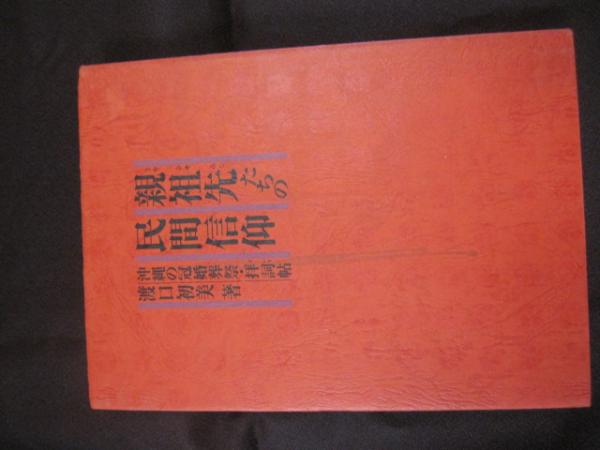 親祖先たちの
民間信仰
沖縄の冠婚葬祭・拝詞帖
渡口初美著